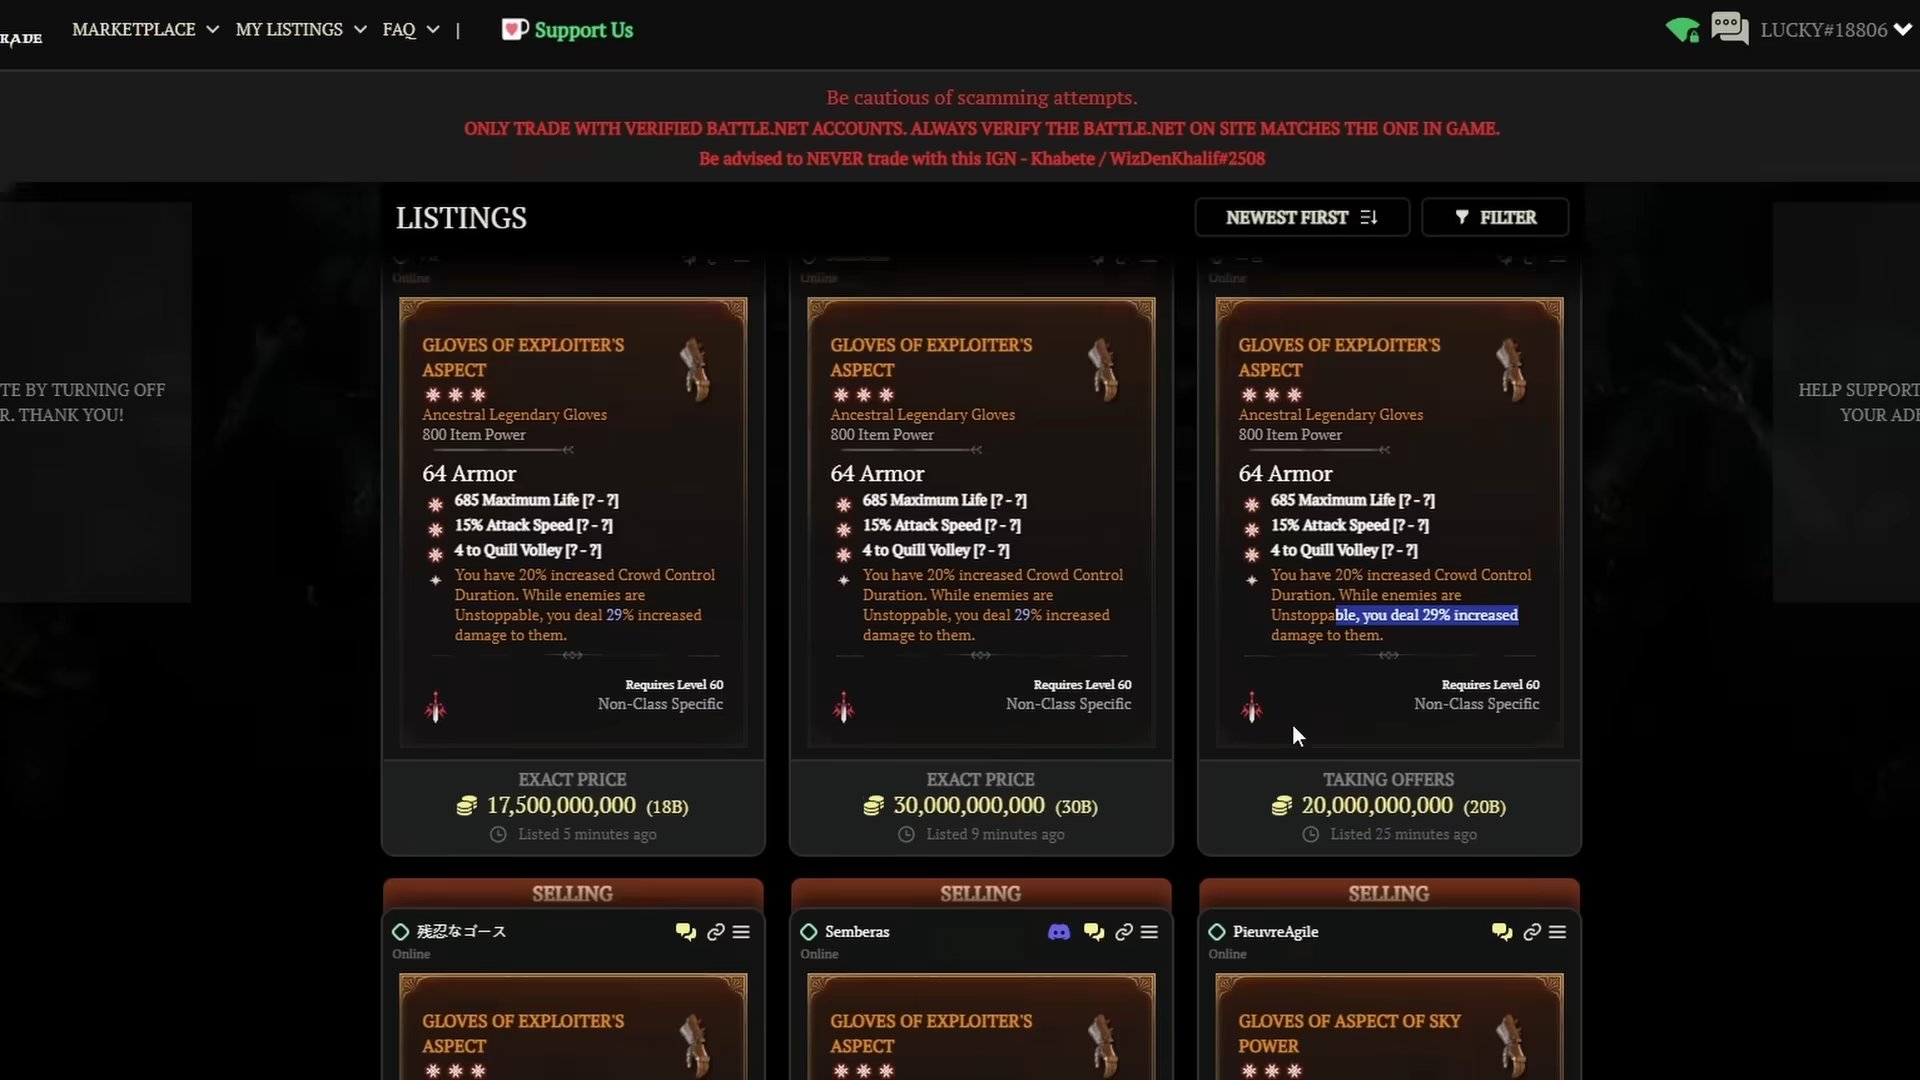 RADE MARKETPLACE MY LISTINGS FAQ | Support Us LUCKY#18806
Be cautious of scamming attempts.
ONLY TRADE WITH VERIFIED BATTLE.NET ACCOUNTS. ALWAYS VERIFY THE BATTLE.NET ON SITE MATCHES THE ONE IN GAME.
Be advised to NEVER trade with this IGN - Khabete / WizDenKhalif#2508
LISTINGS NEWEST FIRST FILTER
TE BY TURNING OFF
R. THANK YOU!
HELP SUPPORT
YOUR ADB
Online
GLOVES OF EXPLOITER'S
ASPECT
Ancestral Legendary Gloves
800 Item Power
64 Armor
685 Maximum Life [? - ?]
15% Attack Speed [? - ?]
4 to Quill Volley [? - ?]
You have 20% increased Crowd Control
Duration. While enemies are
Unstoppable, you deal 29% increased
damage to them.
Requires Level 60
Non-Class Specific
EXACT PRICE
17,500,000,000 (18B)
Listed 5 minutes ago
Online
GLOVES OF EXPLOITER'S
ASPECT
Ancestral Legendary Gloves
800 Item Power
64 Armor
685 Maximum Life [? - ?]
15% Attack Speed [? - ?]
4 to Quill Volley [? - ?]
You have 20% increased Crowd Control
Duration. While enemies are
Unstoppable, you deal 29% increased
damage to them.
Requires Level 60
Non-Class Specific
EXACT PRICE
30,000,000,000 (30B)
Listed 9 minutes ago
Online
GLOVES OF EXPLOITER'S
ASPECT
Ancestral Legendary Gloves
800 Item Power
64 Armor
685 Maximum Life [? - ?]
15% Attack Speed [? - ?]
4 to Quill Volley [? - ?]
You have 20% increased Crowd Control
Duration. While enemies are
Unstoppable, you deal 29% increased
damage to them.
Requires Level 60
Non-Class Specific
TAKING OFFERS
20,000,000,000 (20B)
Listed 25 minutes ago
SELLING
残忍なゴース
Online
GLOVES OF EXPLOITER'S
ASPECT
SELLING
Semberas
Online
GLOVES OF EXPLOITER'S
ASPECT
SELLING
PieuvreAgile
Online
GLOVES OF ASPECT OF SKY
POWER